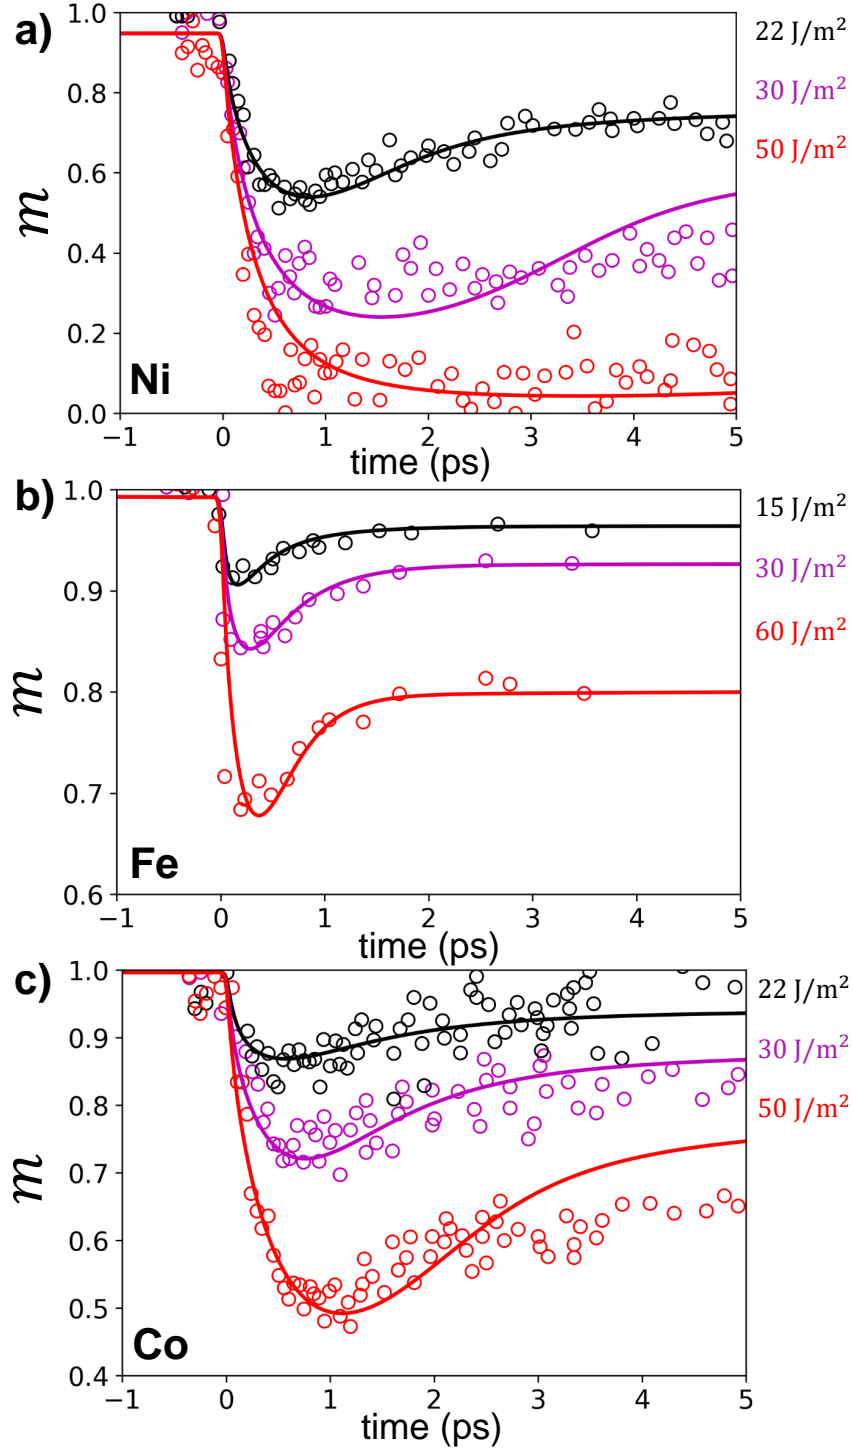 a)
1.0
0.8
0.6
0.4
0.2
0.0
m
Ni
22 J/m²
30 J/m²
50 J/m²
−1 0 1 2 3 4 5
time (ps)
b)
1.0
0.9
0.8
0.7
0.6
m
Fe
15 J/m²
30 J/m²
60 J/m²
−1 0 1 2 3 4 5
time (ps)
c)
1.0
0.9
0.8
0.7
0.6
0.5
0.4
m
Co
22 J/m²
30 J/m²
50 J/m²
−1 0 1 2 3 4 5
time (ps)